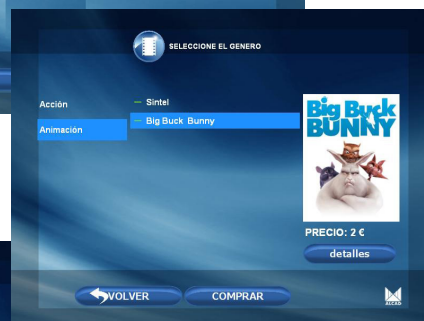 SELECCIONE EL GENERO
Acción
Animación
– Sintel
– Big Buck Bunny
Big Buck
BUNNY
PRECIO: 2 €
detalles
VOLVER
COMPRAR